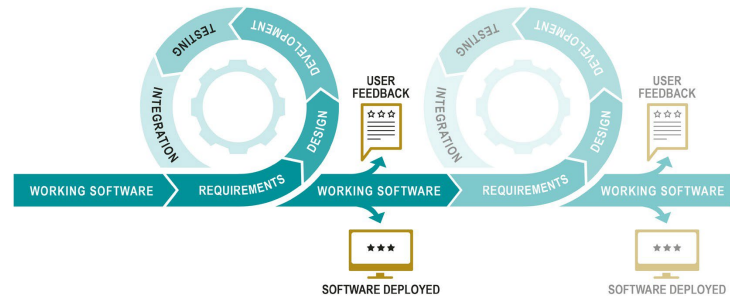 WORKING SOFTWARE
REQUIREMENTS
DESIGN
DEVELOPMENT
TESTING
INTEGRATION
WORKING SOFTWARE
USER
FEEDBACK
SOFTWARE DEPLOYED
REQUIREMENTS
DESIGN
DEVELOPMENT
TESTING
INTEGRATION
WORKING SOFTWARE
USER
FEEDBACK
SOFTWARE DEPLOYED